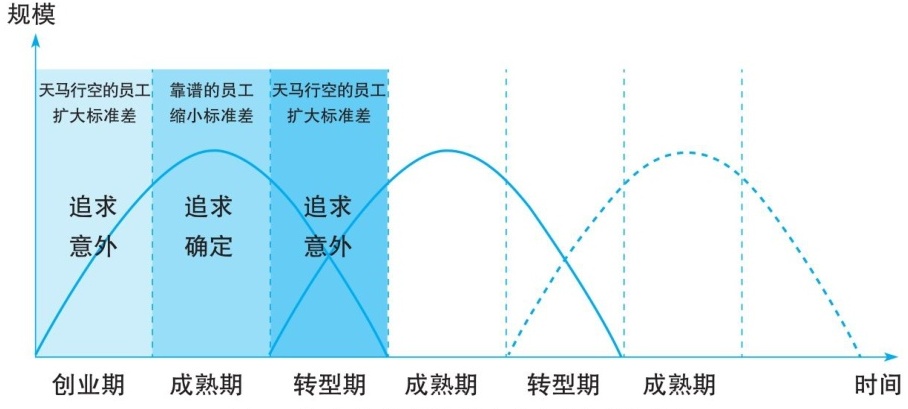 规模
天马行空的员工
扩大标准差
靠谱的员工
缩小标准差
天马行空的员工
扩大标准差
追求
意外
追求
确定
追求
意外
创业期
成熟期
转型期
成熟期
转型期
成熟期
时间